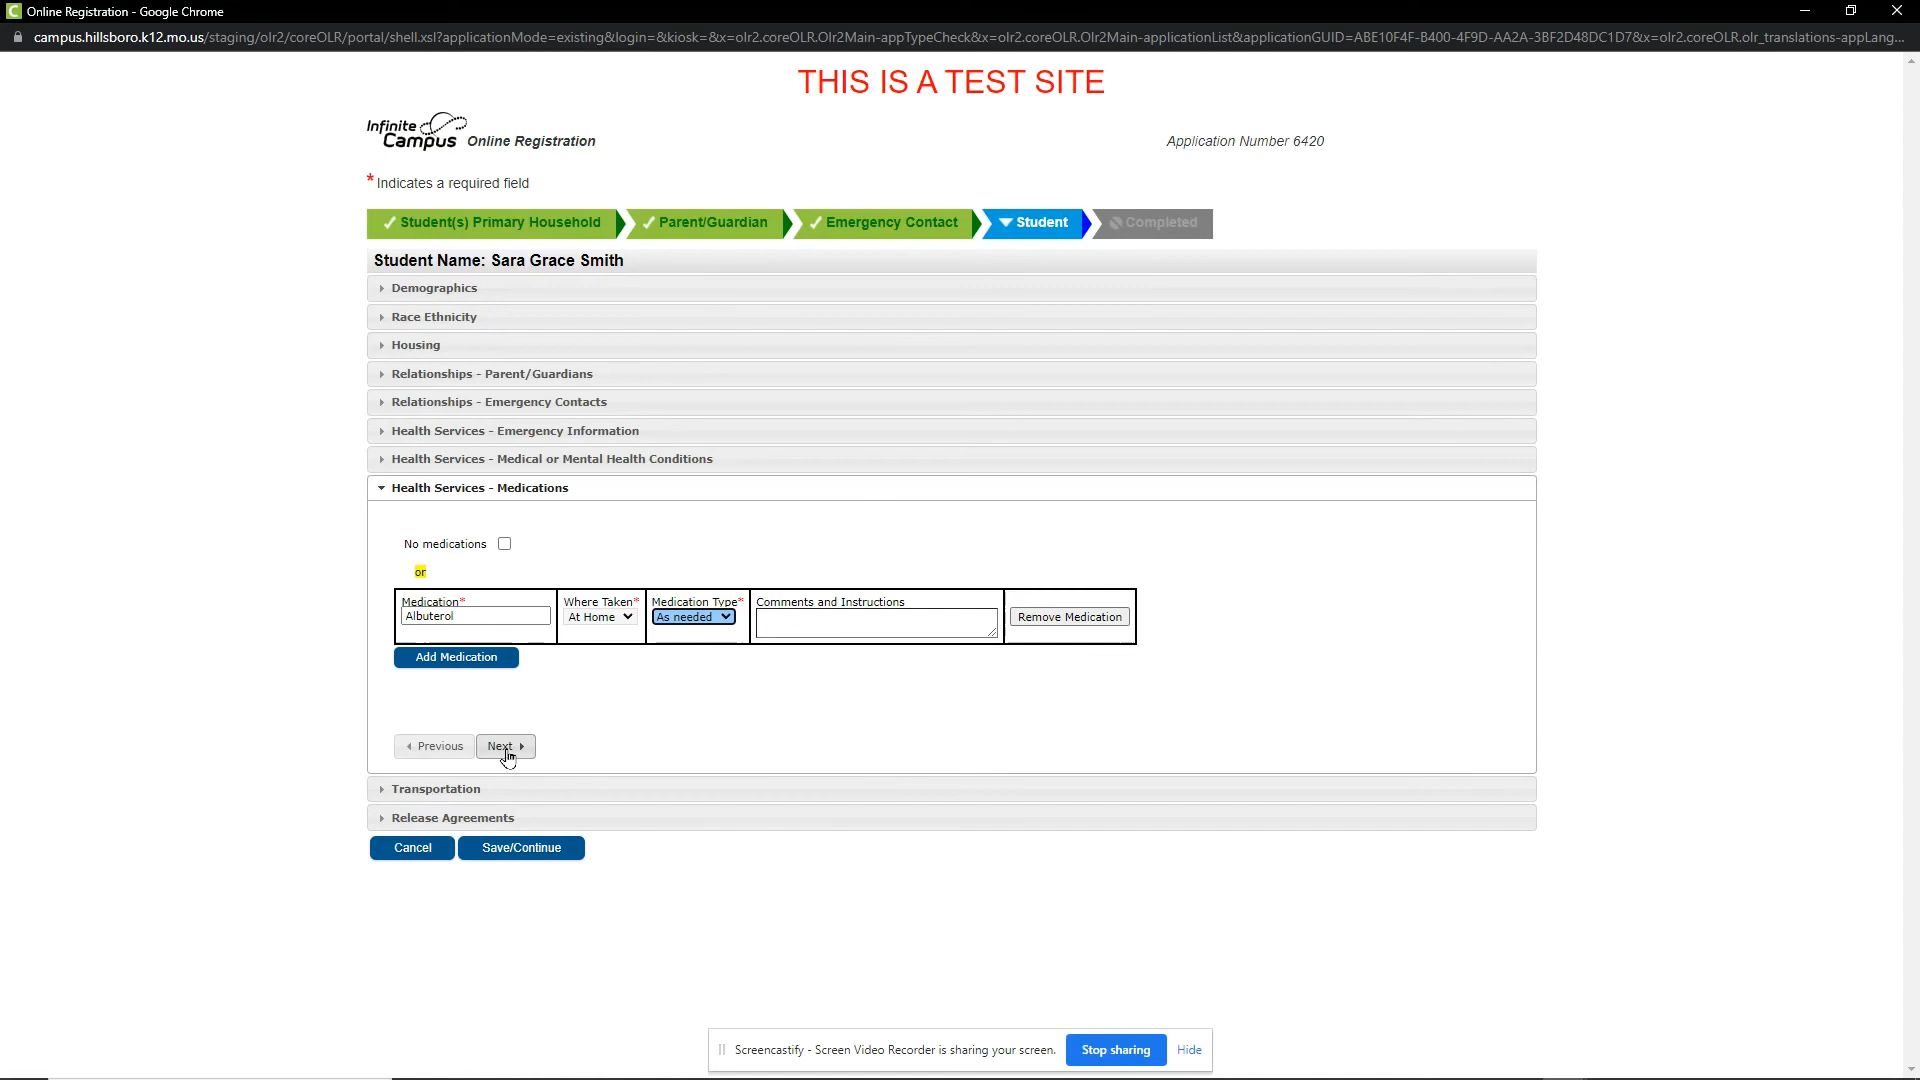 Online Registration - Google Chrome
campus.hillsboro.k12.mo.us/staging/olr2/coreOLR/portal/shell.xsl?applicationMode=existing&login=&kiosk=&x=olr2.coreOLR.Olr2Main-appTypeCheck&x=olr2.coreOLR.Olr2Main-applicationList&applicationGUID=ABE10F4F-B400-4F9D-AA2A-3BF2D48DC1D7&x=olr2.coreOLR.olr_translations-appLang...
THIS IS A TEST SITE
Infinite Campus Online Registration
Application Number 6420
* Indicates a required field
Student(s) Primary Household Parent/Guardian Emergency Contact Student Completed
Student Name: Sara Grace Smith
Demographics
Race Ethnicity
Housing
Relationships - Parent/Guardians
Relationships - Emergency Contacts
Health Services - Emergency Information
Health Services - Medical or Mental Health Conditions
Health Services - Medications
No medications
or
Medication* Where Taken* Medication Type* Comments and Instructions
Albuterol At Home As needed Remove Medication
Add Medication
Previous Next
Transportation
Release Agreements
Cancel Save/Continue
Screencastify - Screen Video Recorder is sharing your screen. Stop sharing Hide